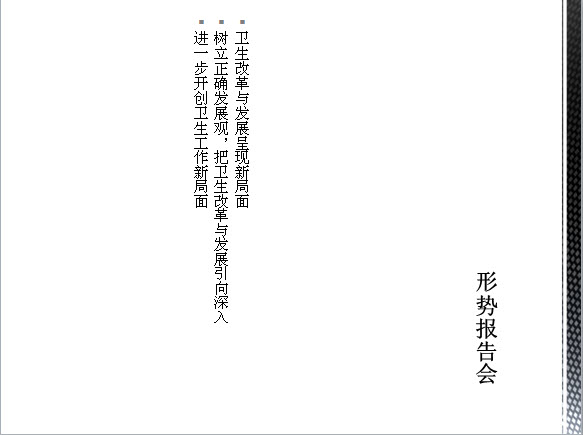 形势报告会
卫生改革与发展呈现新局面
树立正确发展观，把卫生改革与发展引向深入
进一步开创卫生工作新局面